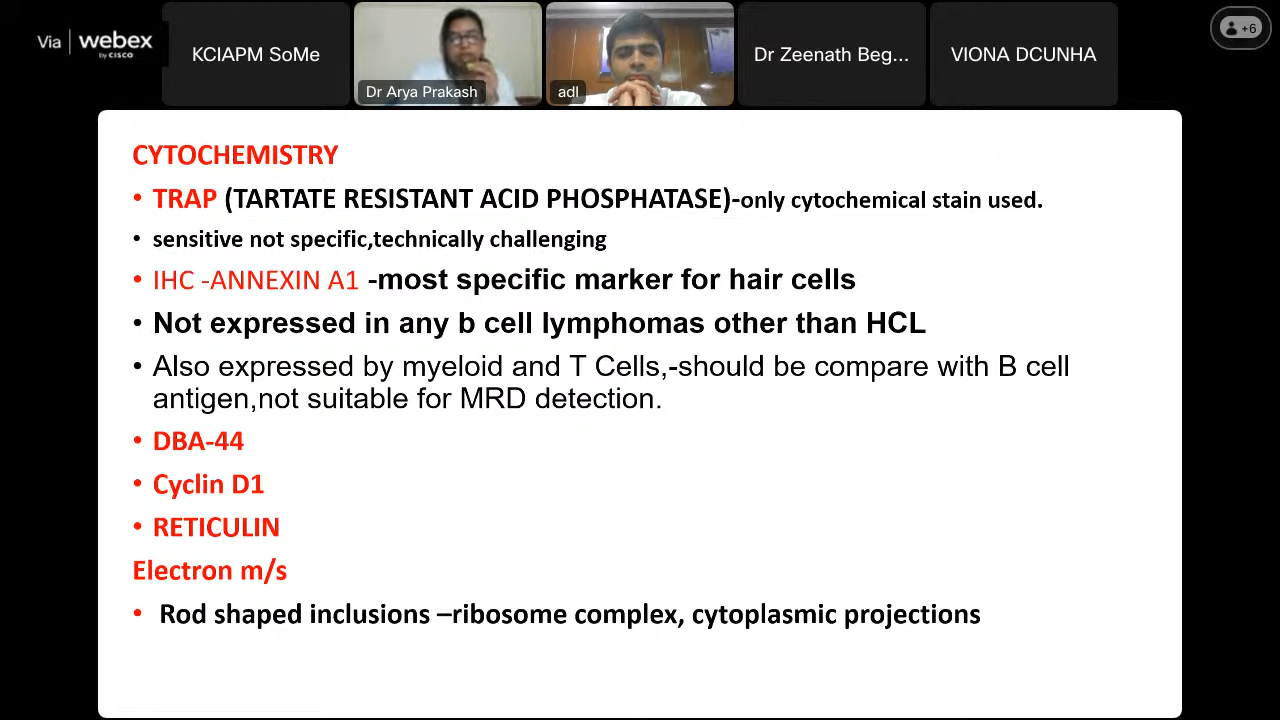 Via webex
by CISCO
KCIAPM SoMe
Dr Arya Prakash
adl
Dr Zeenath Beg...
VIONA DCUNHA
+6
CYTOCHEMISTRY
• TRAP (TARTATE RESISTANT ACID PHOSPHATASE)-only cytochemical stain used.
• sensitive not specific,technically challenging
• IHC -ANNEXIN A1 -most specific marker for hair cells
• Not expressed in any b cell lymphomas other than HCL
• Also expressed by myeloid and T Cells,-should be compare with B cell
antigen,not suitable for MRD detection.
• DBA-44
• Cyclin D1
• RETICULIN
Electron m/s
• Rod shaped inclusions –ribosome complex, cytoplasmic projections